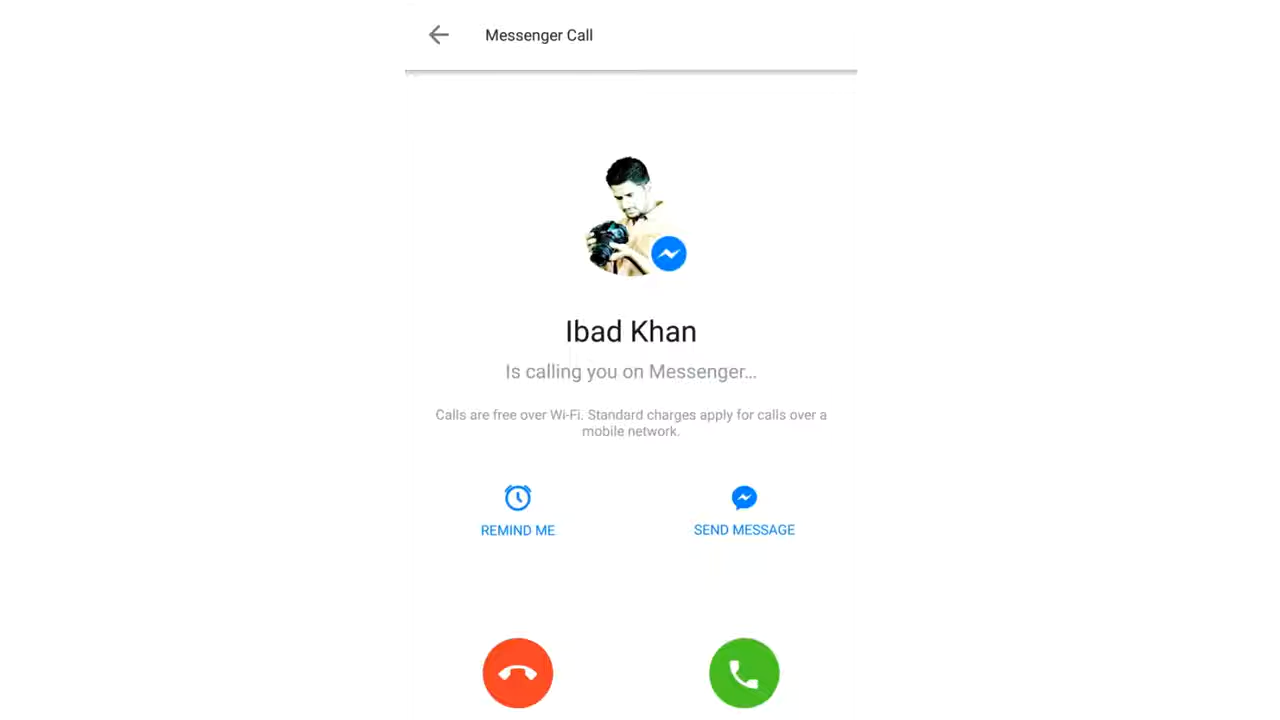 Messenger Call
Ibad Khan
Is calling you on Messenger...
Calls are free over Wi-Fi. Standard charges apply for calls over a
mobile network.
REMIND ME
SEND MESSAGE